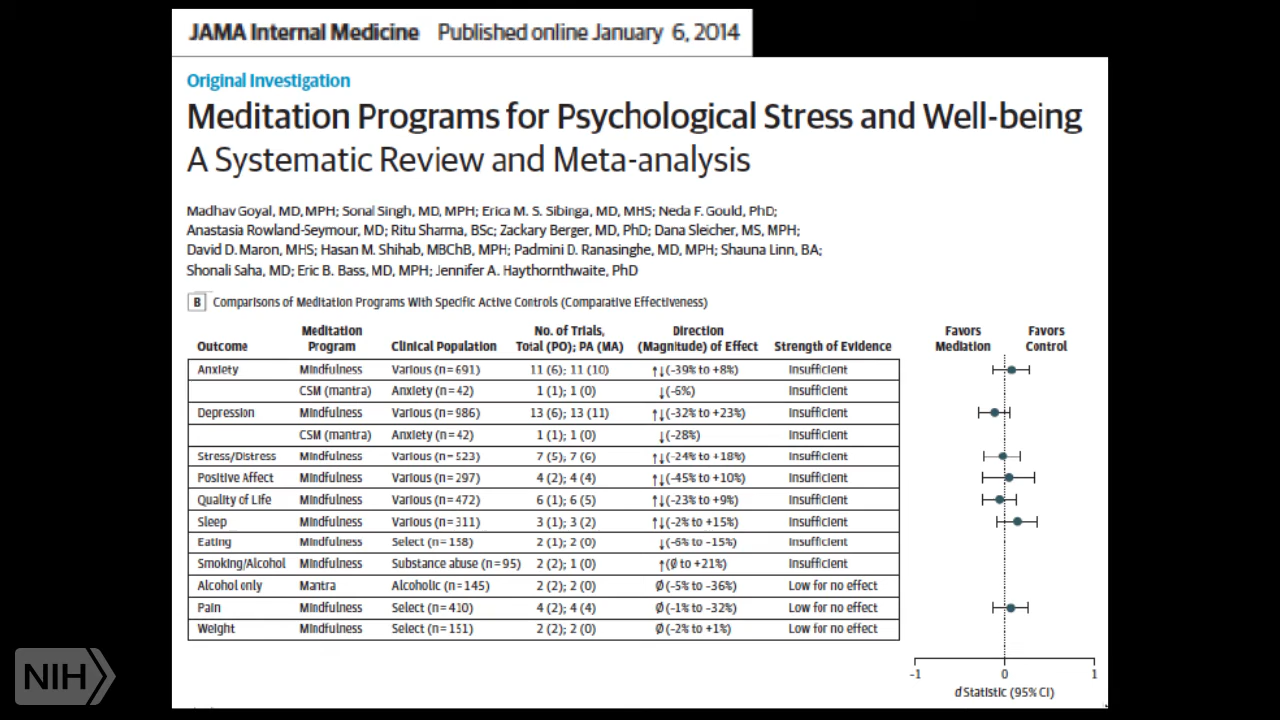 JAMA Internal Medicine Published online January 6, 2014
Original Investigation
Meditation Programs for Psychological Stress and Well-being
A Systematic Review and Meta-analysis
Madhav Goyal, MD, MPH; Sonal Singh, MD, MPH; Erica M. S. Sibinga, MD, MHS; Neda F. Gould, PhD;
Anastasia Rowland-Seymour, MD; Ritu Sharma, BSc; Zackary Berger, MD, PhD; Dana Sleicher, MS, MPH;
David D. Maron, MHS; Hasan M. Shihab, MBChB, MPH; Padmini D. Ranasinghe, MD, MPH; Shauna Linn, BA;
Shonali Saha, MD; Eric B. Bass, MD, MPH; Jennifer A. Haythornthwaite, PhD
B Comparisons of Meditation Programs With Specific Active Controls (Comparative Effectiveness)
Meditation No. of Trials, Direction Favors Favors
Outcome Program Clinical Population Total (PO); PA (MA) (Magnitude) of Effect Strength of Evidence Mediation Control
Anxiety Mindfulness Various (n=691) 11 (6); 11 (10) ↑↓(-39% to +8%) Insufficient
CSM (mantra) Anxiety (n=42) 1 (1); 1 (0) ↓(-6%) Insufficient
Depression Mindfulness Various (n=986) 13 (6); 13 (11) ↑↓(-32% to +23%) Insufficient
CSM (mantra) Anxiety (n=42) 1 (1); 1 (0) ↓(-28%) Insufficient
Stress/Distress Mindfulness Various (n=523) 7 (5); 7 (6) ↑↓(-24% to +18%) Insufficient
Positive Affect Mindfulness Various (n=297) 4 (2); 4 (4) ↑↓(-45% to +10%) Insufficient
Quality of Life Mindfulness Various (n=472) 6 (1); 6 (5) ↑↓(-23% to +9%) Insufficient
Sleep Mindfulness Various (n=311) 3 (1); 3 (2) ↑↓(-2% to +15%) Insufficient
Eating Mindfulness Select (n=158) 2 (1); 2 (0) ↓(-6% to -15%) Insufficient
Smoking/Alcohol Mindfulness Substance abuse (n=95) 2 (2); 1 (0) ↑(Ø to +21%) Insufficient
Alcohol only Mantra Alcoholic (n=145) 2 (2); 2 (0) Ø(-5% to -36%) Low for no effect
Pain Mindfulness Select (n=410) 4 (2); 4 (4) Ø(-1% to -32%) Low for no effect
Weight Mindfulness Select (n=151) 2 (2); 2 (0) Ø(-2% to +1%) Low for no effect
-1 0 1
d Statistic (95% CI)
NIH